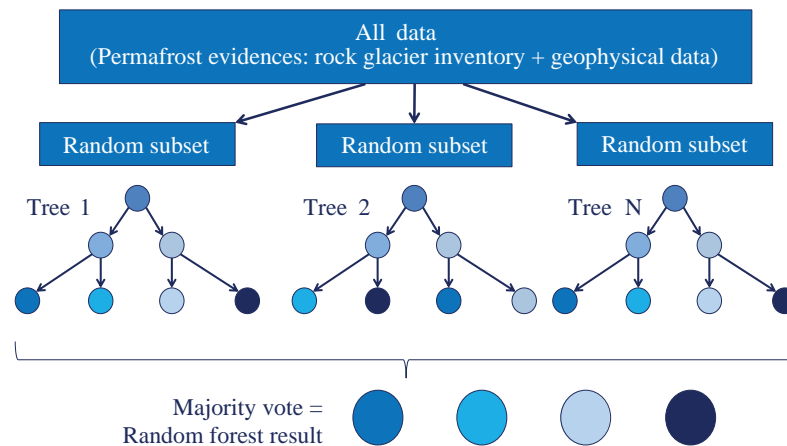 All data
(Permafrost evidences: rock glacier inventory + geophysical data)
Random subset
Random subset
Random subset
Tree 1
Tree 2
Tree N
Majority vote =
Random forest result